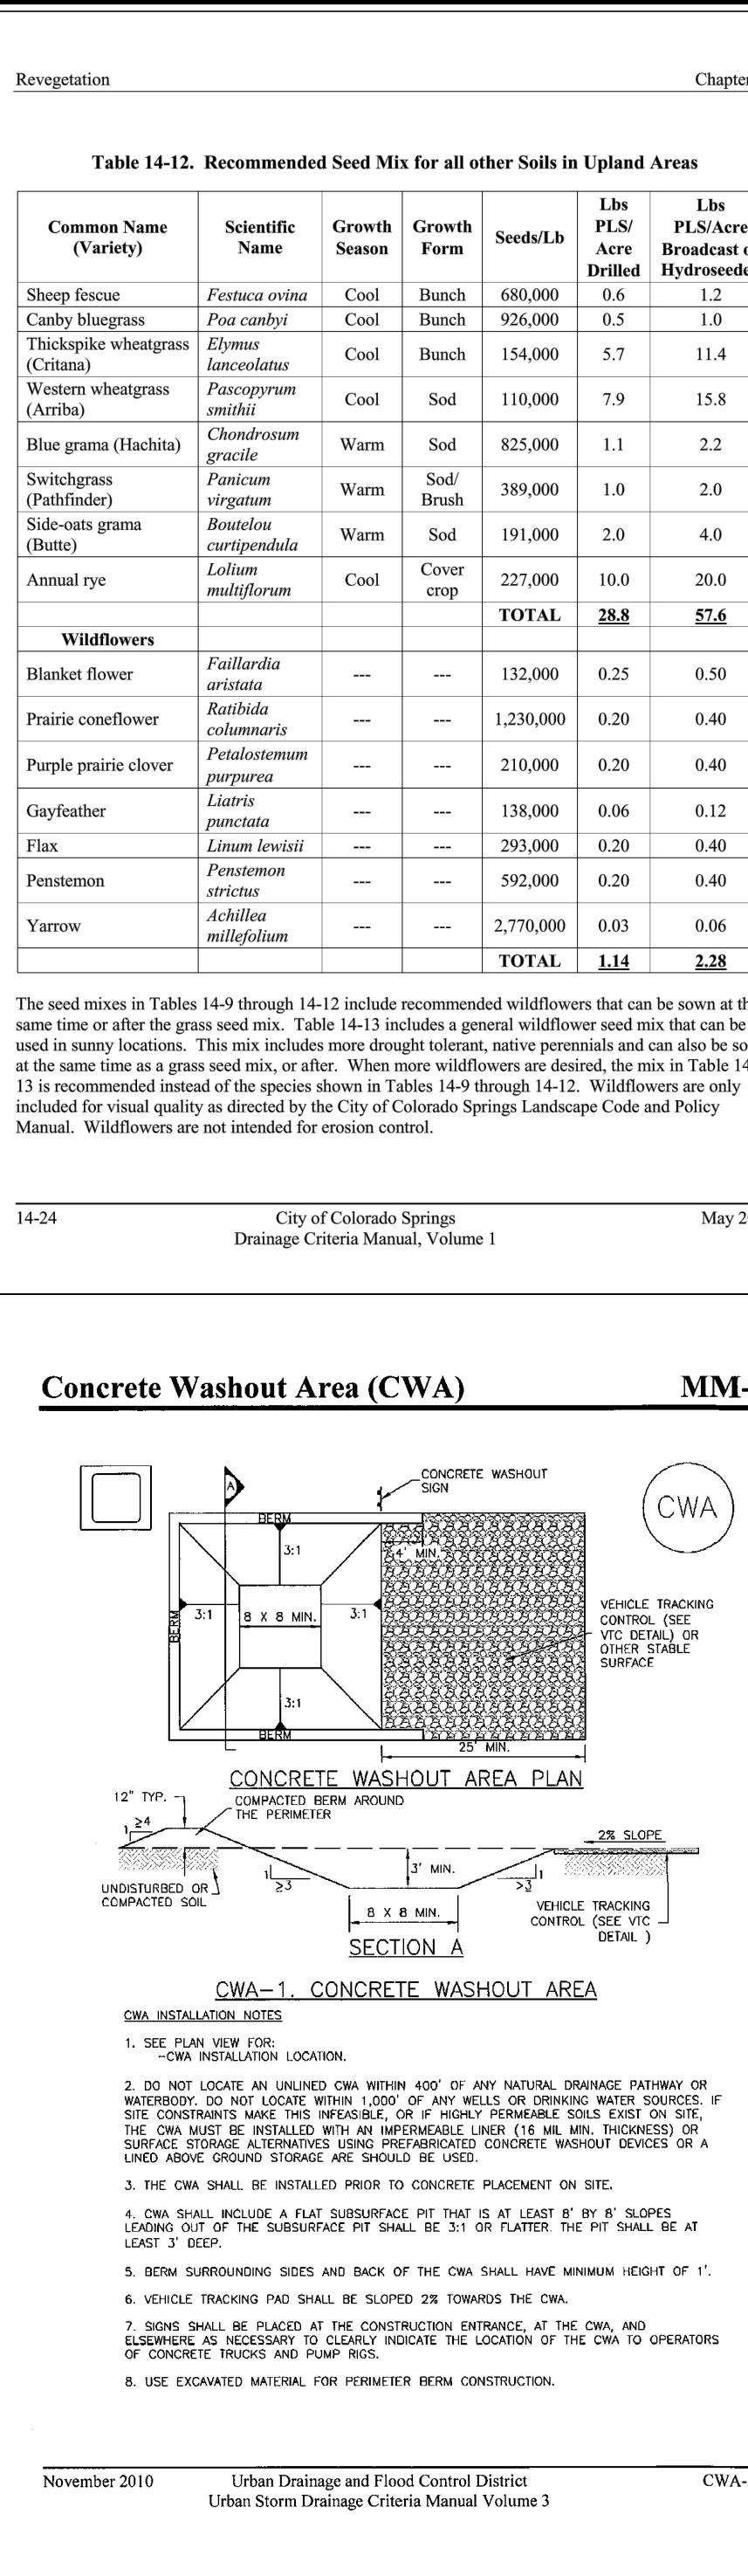 Revegetation Chapter
Table 14-12. Recommended Seed Mix for all other Soils in Upland Areas
Common Name (Variety) Scientific Name Growth Season Growth Form Seeds/Lb Lbs PLS/ Acre Drilled Lbs PLS/Acre Broadcast
Sheep fescue Festuca ovina Cool Bunch 680,000 0.6 1.2
Canby bluegrass Poa canbyi Cool Bunch 926,000 0.5 1.0
Thickspike wheatgrass (Critana) Elymus lanceolatus Cool Bunch 154,000 5.7 11.4
Western wheatgrass (Arriba) Pascopyrum smithii Cool Sod 110,000 7.9 15.8
Blue grama (Hachita) Chondrosum gracile Warm Sod 825,000 1.1 2.2
Switchgrass (Pathfinder) Panicum virgatum Warm Sod/ Brush 389,000 1.0 2.0
Side-oats grama (Butte) Boutelou curtipendula Warm Sod 191,000 2.0 4.0
Annual rye Lolium multiflorum Cool Cover crop 227,000 10.0 20.0
TOTAL 28.8 57.6
Wildflowers
Blanket flower Faillardia aristata --- --- 132,000 0.25 0.50
Prairie coneflower Ratibida columnaris --- --- 1,230,000 0.20 0.40
Purple prairie clover Petalostemum purpurea --- --- 210,000 0.20 0.40
Gayfeather Liatris punctata --- --- 138,000 0.06 0.12
Flax Linum lewisii --- --- 293,000 0.20 0.40
Penstemon Penstemon strictus --- --- 592,000 0.20 0.40
Yarrow Achillea millefolium --- --- 2,770,000 0.03 0.06
TOTAL 1.14 2.28
The seed mixes in Tables 14-9 through 14-12 include recommended wildflowers that can be sown at
same time or after the grass seed mix. Table 14-13 includes a general wildflower seed mix that can be
used in sunny locations. This mix includes more drought tolerant, native perennials and can also be
at the same time as a grass seed mix, or after. When more wildflowers are desired, the mix in Table 14-
13 is recommended instead of the species shown in Tables 14-9 through 14-12. Wildflowers are only
included for visual quality as directed by the City of Colorado Springs Landscape Code and Policy
Manual. Wildflowers are not intended for erosion control.
14-24 City of Colorado Springs May
Drainage Criteria Manual, Volume 1
Concrete Washout Area (CWA) MM-
CONCRETE WASHOUT
SIGN
A
CWA
BERM
3:1
4' MIN.
3:1
8 X 8 MIN.
3:1
BERM
VEHICLE TRACKING
CONTROL (SEE
VTC DETAIL) OR
OTHER STABLE
SURFACE
3:1
BERM
25' MIN.
CONCRETE WASHOUT AREA PLAN
12" TYP.
COMPACTED BERM AROUND
THE PERIMETER
1
≥4
2% SLOPE
3' MIN.
1
≥3
1
>3
UNDISTURBED OR
COMPACTED SOIL
8 X 8 MIN.
VEHICLE TRACKING
CONTROL (SEE VTC
DETAIL )
SECTION A
CWA-1. CONCRETE WASHOUT AREA
CWA INSTALLATION NOTES
1. SEE PLAN VIEW FOR:
-CWA INSTALLATION LOCATION.
2. DO NOT LOCATE AN UNLINED CWA WITHIN 400' OF ANY NATURAL DRAINAGE PATHWAY OR
WATERBODY. DO NOT LOCATE WITHIN 1,000' OF ANY WELLS OR DRINKING WATER SOURCES. IF
SITE CONSTRAINTS MAKE THIS INFEASIBLE, OR IF HIGHLY PERMEABLE SOILS EXIST ON SITE,
THE CWA MUST BE INSTALLED WITH AN IMPERMEABLE LINER (16 MIL MIN. THICKNESS) OR
SURFACE STORAGE ALTERNATIVES USING PREFABRICATED CONCRETE WASHOUT DEVICES OR A
LINED ABOVE GROUND STORAGE ARE SHOULD BE USED.
3. THE CWA SHALL BE INSTALLED PRIOR TO CONCRETE PLACEMENT ON SITE.
4. CWA SHALL INCLUDE A FLAT SUBSURFACE PIT THAT IS AT LEAST 8' BY 8' SLOPES
LEADING OUT OF THE SUBSURFACE PIT SHALL BE 3:1 OR FLATTER. THE PIT SHALL BE AT
LEAST 3' DEEP.
5. BERM SURROUNDING SIDES AND BACK OF THE CWA SHALL HAVE MINIMUM HEIGHT OF 1'.
6. VEHICLE TRACKING PAD SHALL BE SLOPED 2% TOWARDS THE CWA.
7. SIGNS SHALL BE PLACED AT THE CONSTRUCTION ENTRANCE, AT THE CWA, AND
ELSEWHERE AS NECESSARY TO CLEARLY INDICATE THE LOCATION OF THE CWA TO OPERATORS
OF CONCRETE TRUCKS AND PUMP RIGS.
8. USE EXCAVATED MATERIAL FOR PERIMETER BERM CONSTRUCTION.
November 2010 Urban Drainage and Flood Control District CWA-
Urban Storm Drainage Criteria Manual Volume 3